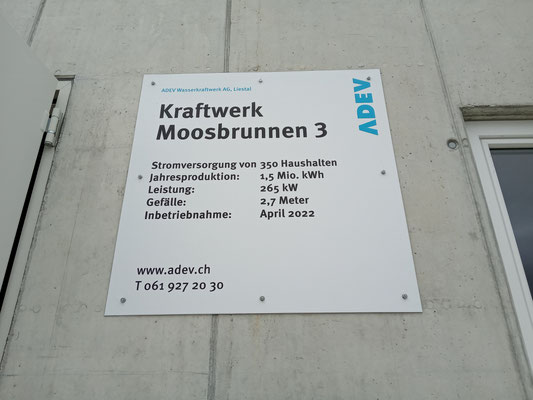 ADEV Wasserkraftwerk AG, Liestal
ADEV
Kraftwerk
Moosbrunnen 3
Stromversorgung von 350 Haushalten
Jahresproduktion: 1,5 Mio. kWh
Leistung: 265 kW
Gefälle: 2,7 Meter
Inbetriebnahme: April 2022
www.adev.ch
T 061 927 20 30